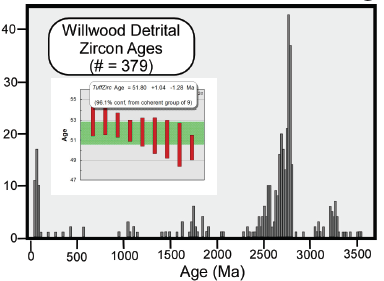 Willwood Detrital
Zircon Ages
(# = 379)
TuffZirc Age = 51.80 +1.04 -1.28 Ma
(96.1% conf, from coherent group of 9)
55
53
51
49
47
Age
40
30
20
10
0
0 500 1000 1500 2000 2500 3000 3500
Age (Ma)